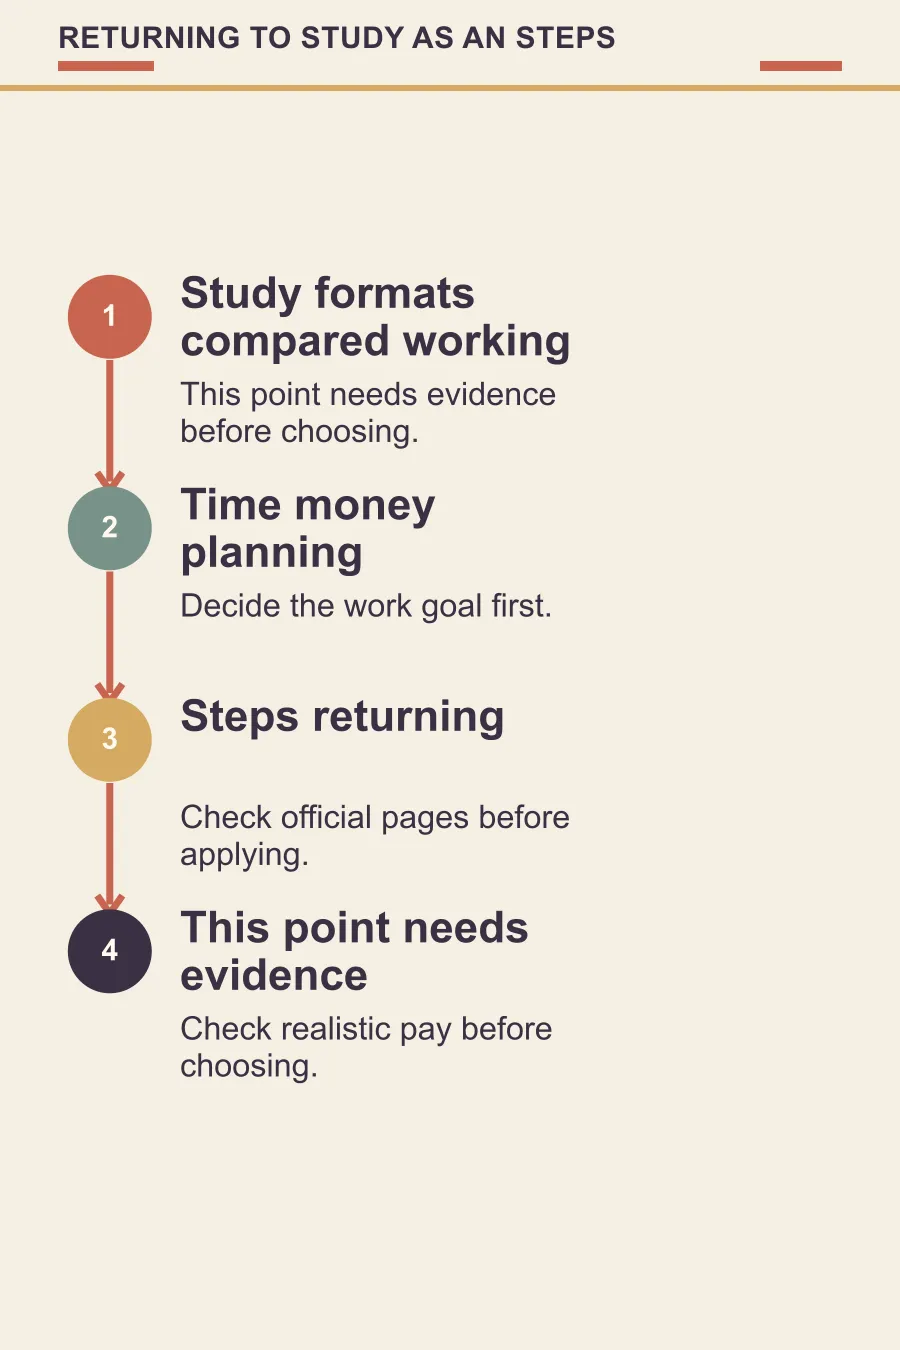 RETURNING TO STUDY AS AN STEPS
1
Study formats
compared working
This point needs evidence
before choosing.
2
Time money
planning
Decide the work goal first.
3
Steps returning
Check official pages before
applying.
4
This point needs
evidence
Check realistic pay before
choosing.